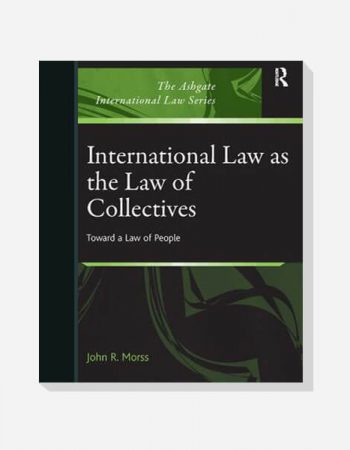 The Ashgate
International Law Series
R
International Law as
the Law of
Collectives
Toward a Law of People
John R. Morss